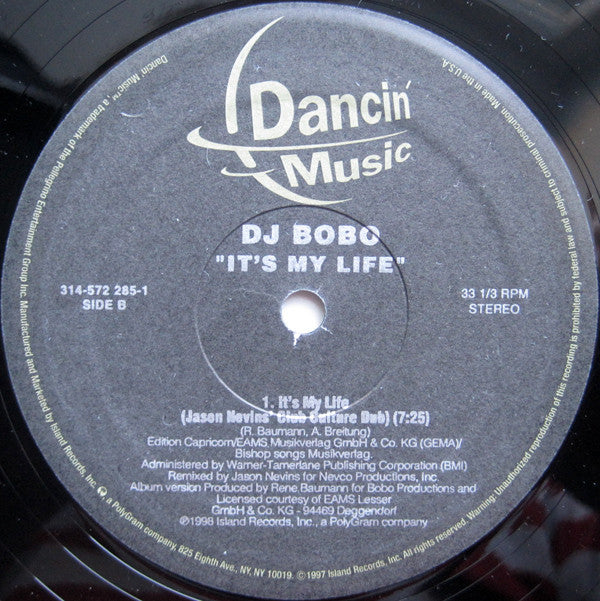 Dancin'
Music
DJ BOBO
"IT'S MY LIFE"
314-572 285-1
SIDE B
33 1/3 RPM
STEREO
1. It's My Life
(Jason Nevins' Club Culture Dub) (7:25)
(R. Baumann, A. Breitung)
Edition Capricorn/EAMS Musikverlag GmbH & Co. KG (GEMA)/
Bishop songs Musikverlag.
Administered by Warner-Tamerlane Publishing Corporation (BMI)
Remixed by Jason Nevins for Nevco Productions, Inc.
Album version Produced by Rene Baumann for Bobo Productions and
Licensed courtesy of EAMS Lesser
GmbH & Co. KG - 94469 Deggendorf
℗1998 Island Records, Inc., a PolyGram company
Dancin' Music™, a trademark of the Pellegrino Entertainment Group Inc. Manufactured and Marketed by Island Records, Inc., a PolyGram company, 825 Eighth Ave., NY, NY 10019. ©1997 Island Records, Inc. All rights reserved. Warning: Unauthorized reproduction of this recording is prohibited by federal law and subject to criminal prosecution. Made in the U.S.A.